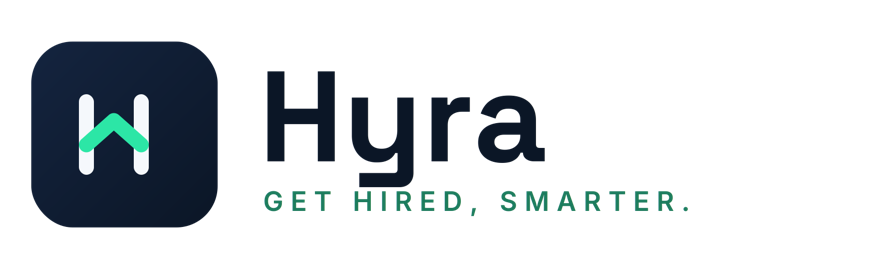 Hyra
GET HIRED, SMARTER.